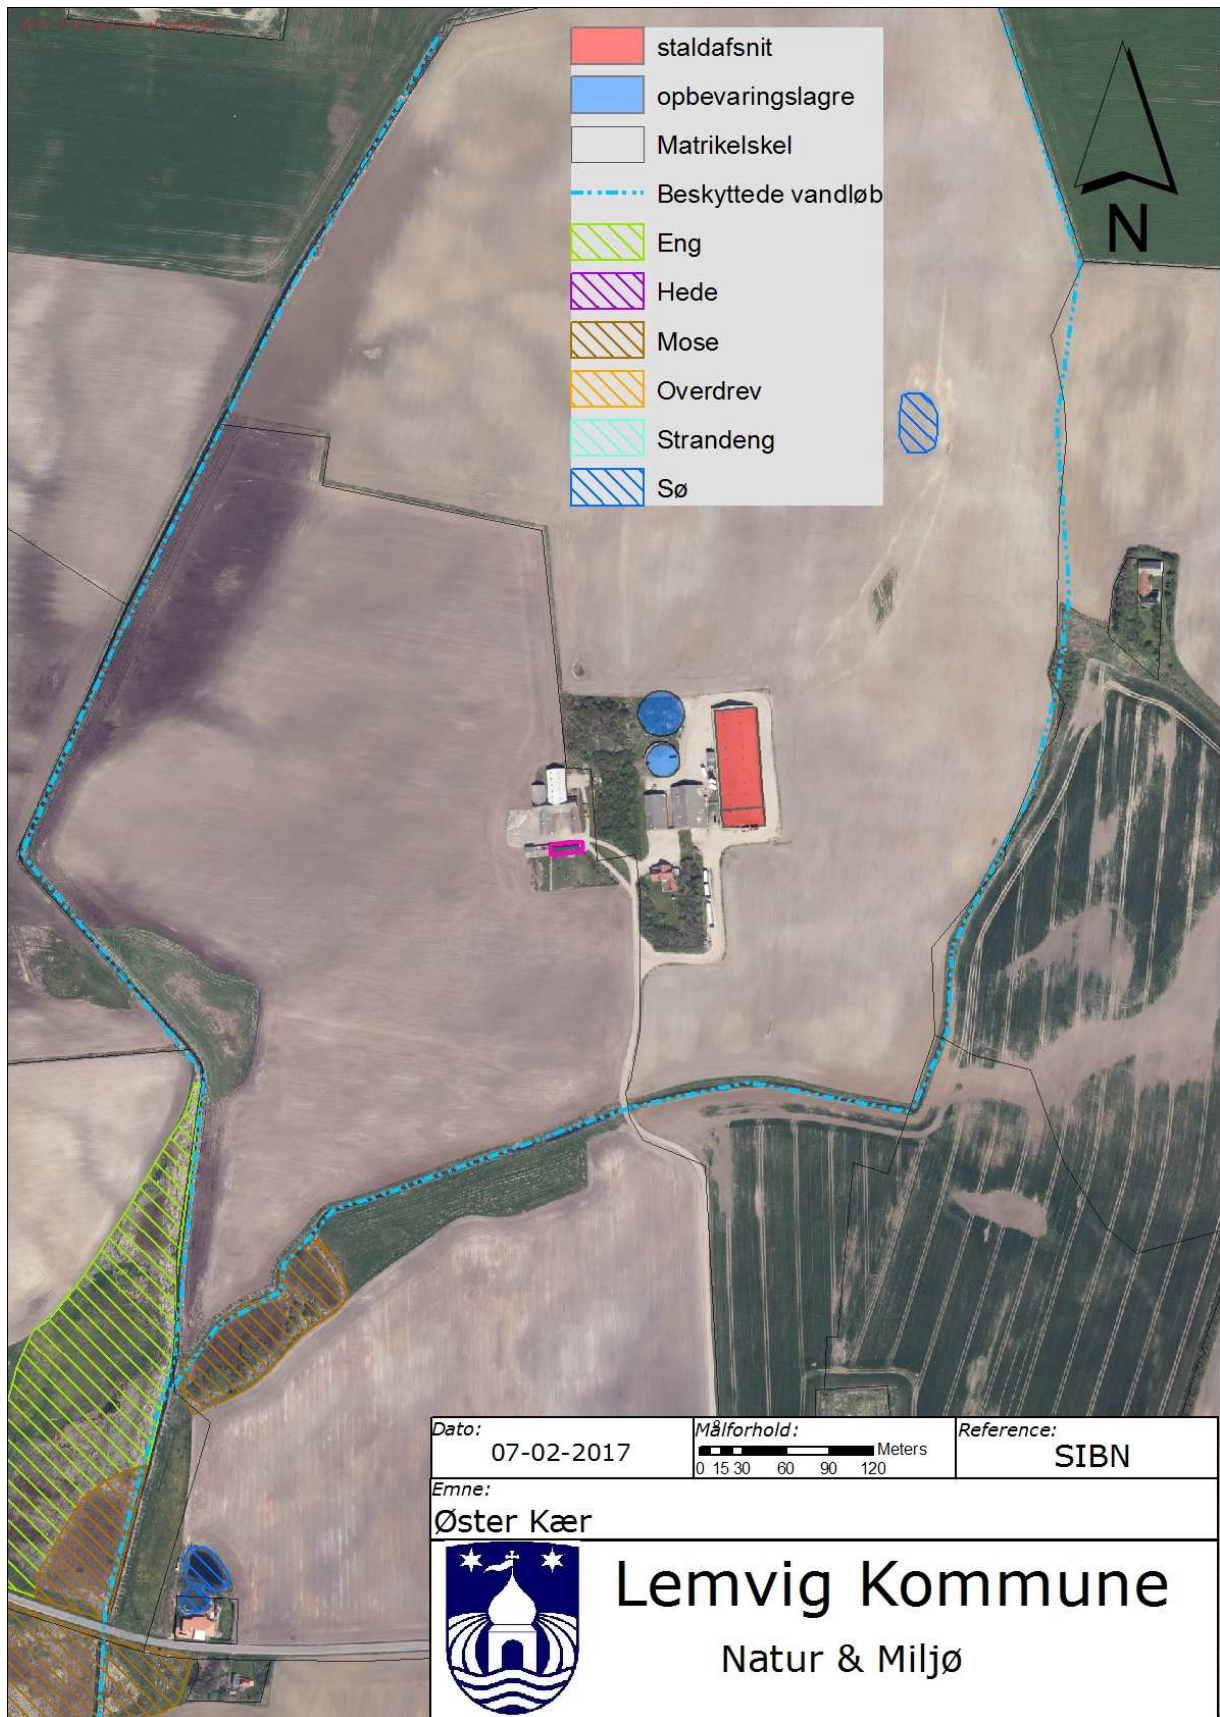 staldafsnit
opbevaringslagre
Matrikelskel
Beskyttede vandløb
Eng
Hede
Mose
Overdrev
Strandeng
Sø
N
Dato:
07-02-2017
Målforhold:
Meters
0 15 30 60 90 120
Reference:
SIBN
Emne:
Øster Kær
Lemvig Kommune
Natur & Miljø